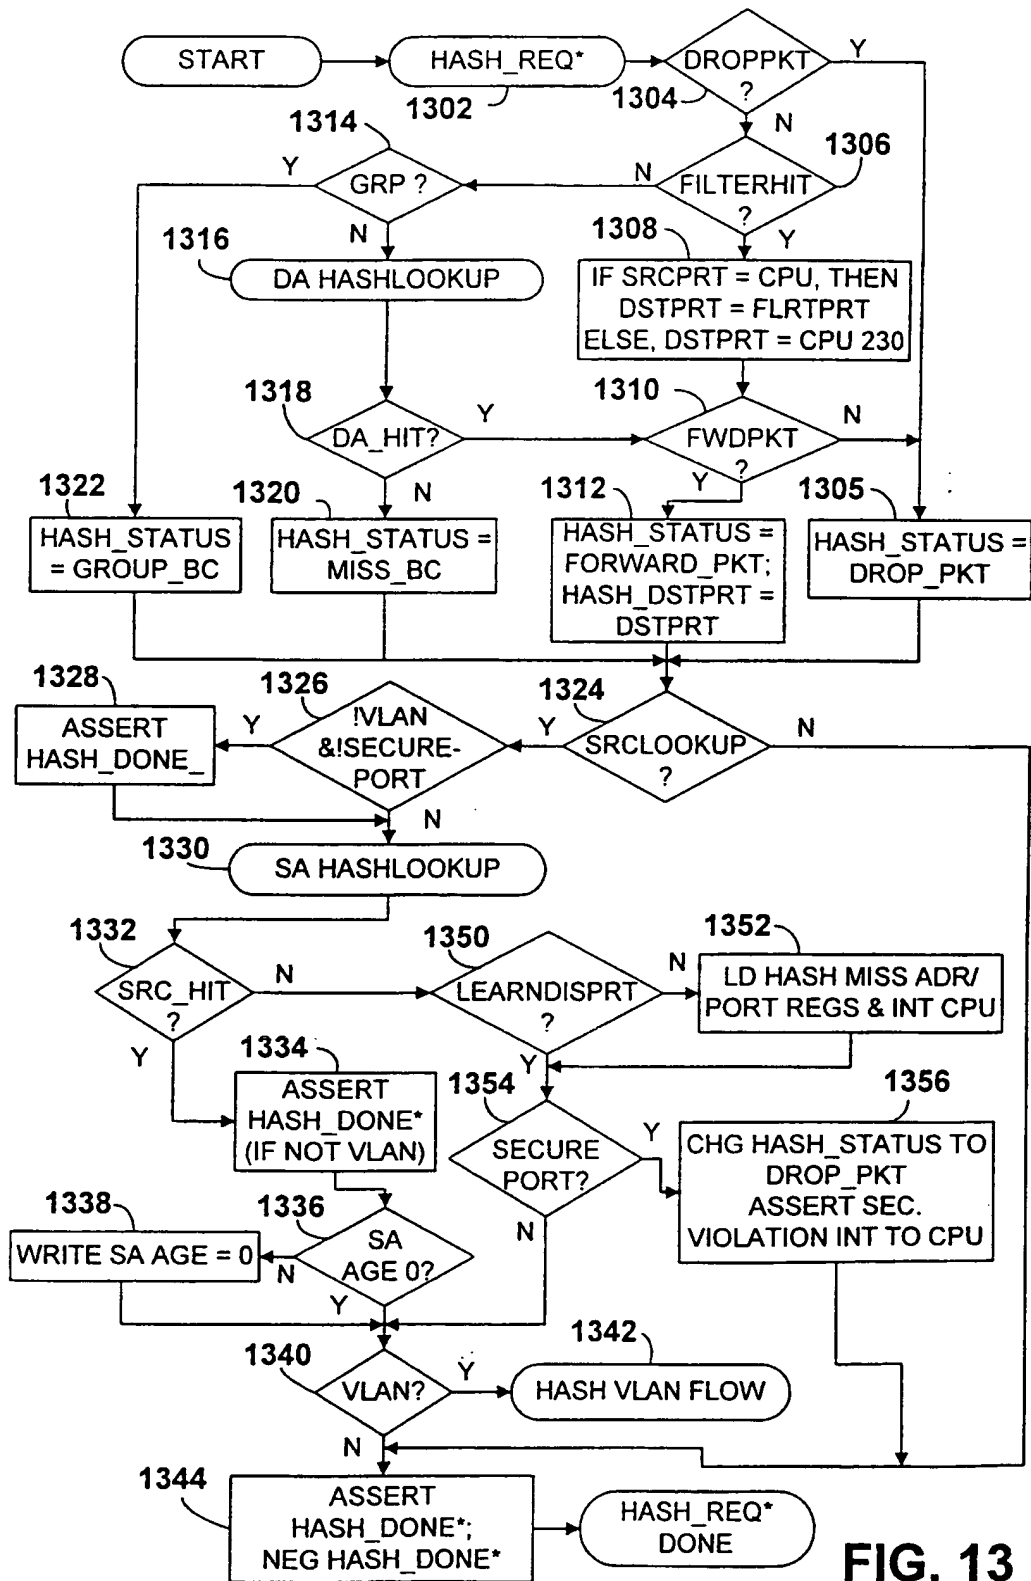 START
HASH_REQ*
1302
DROPPKT
?
1304
Y
N
1314
GRP ?
Y
N
N
FILTERHIT
?
1306
Y
1316
DA HASHLOOKUP
1308
IF SRCPRT = CPU, THEN
DSTPRT = FLRTPRT
ELSE, DSTPRT = CPU 230
1318
DA_HIT?
Y
N
1310
FWDPKT
?
N
Y
1322
HASH_STATUS
= GROUP_BC
1320
HASH_STATUS =
MISS_BC
1312
HASH_STATUS =
FORWARD_PKT;
HASH_DSTPRT =
DSTPRT
1305
HASH_STATUS =
DROP_PKT
1328
ASSERT
HASH_DONE_
1326
!VLAN
&!SECURE-
PORT
Y
N
1324
SRCLOOKUP
?
Y
N
1330
SA HASHLOOKUP
1332
SRC_HIT
?
N
Y
1350
LEARNDISPRT
?
N
Y
1352
LD HASH MISS ADR/
PORT REGS & INT CPU
1334
ASSERT
HASH_DONE*
(IF NOT VLAN)
1354
SECURE
PORT?
Y
N
1356
CHG HASH_STATUS TO
DROP_PKT
ASSERT SEC.
VIOLATION INT TO CPU
1338
WRITE SA AGE = 0
1336
SA
AGE 0?
N
Y
1340
VLAN?
Y
N
1342
HASH VLAN FLOW
1344
ASSERT
HASH_DONE*;
NEG HASH_DONE*
HASH_REQ*
DONE
FIG. 13